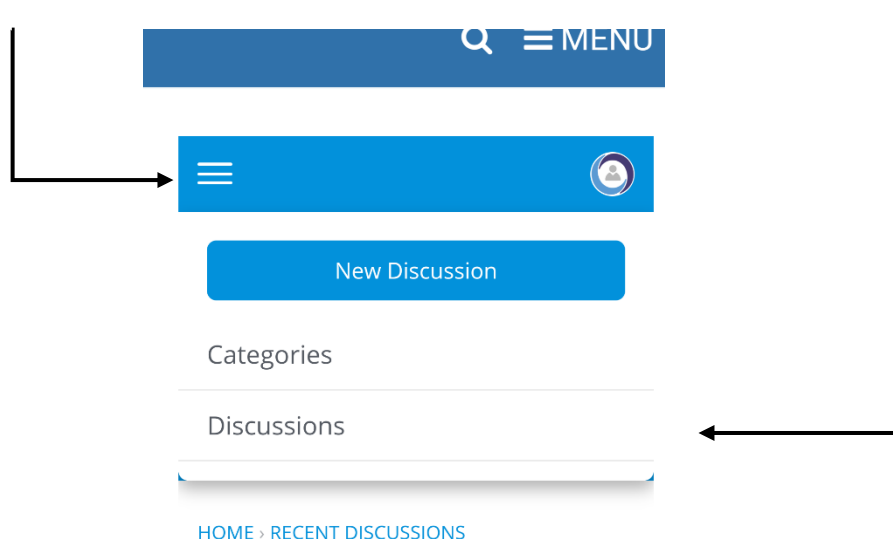 MENU
New Discussion
Categories
Discussions
HOME › RECENT DISCUSSIONS